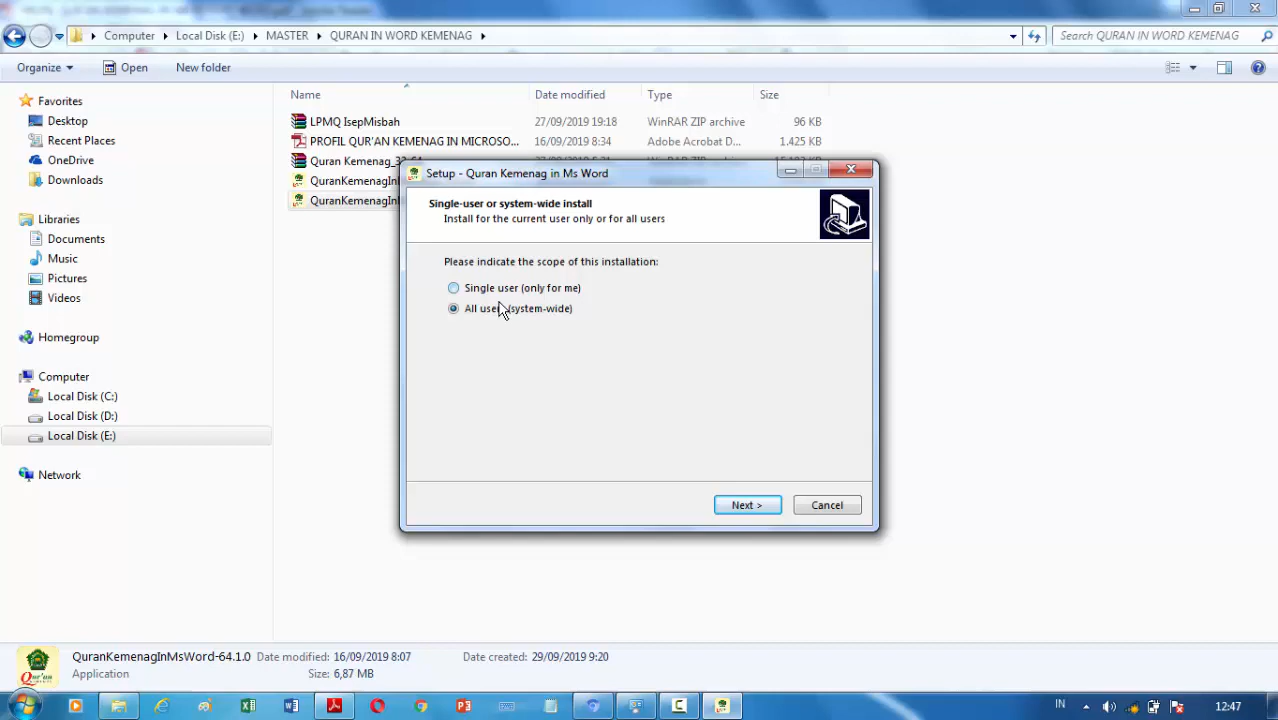 Computer
Local Disk (E:)
MASTER
QURAN IN WORD KEMENAG
Search QURAN IN WORD KEMENAG
Organize
Open
New folder
Favorites
Desktop
Recent Places
OneDrive
Downloads
Libraries
Documents
Music
Pictures
Videos
Homegroup
Computer
Local Disk (C:)
Local Disk (D:)
Local Disk (E:)
Network
Name
Date modified
Type
Size
LPMQ IsepMisbah
27/09/2019 19:18
WinRAR ZIP archive
96 KB
PROFIL QUR'AN KEMENAG IN MICROSO...
16/09/2019 8:34
Adobe Acrobat D...
1.425 KB
Quran Kemenag
QuranKemenagIn
QuranKemenagIn
Setup - Quran Kemenag in Ms Word
Single-user or system-wide install
Install for the current user only or for all users
Please indicate the scope of this installation:
Single user (only for me)
All users (system-wide)
Next >
Cancel
QuranKemenagInMsWord-64.1.0
Date modified: 16/09/2019 8:07
Date created: 29/09/2019 9:20
Application
Size: 6,87 MB
Qur'an
IN
12:47